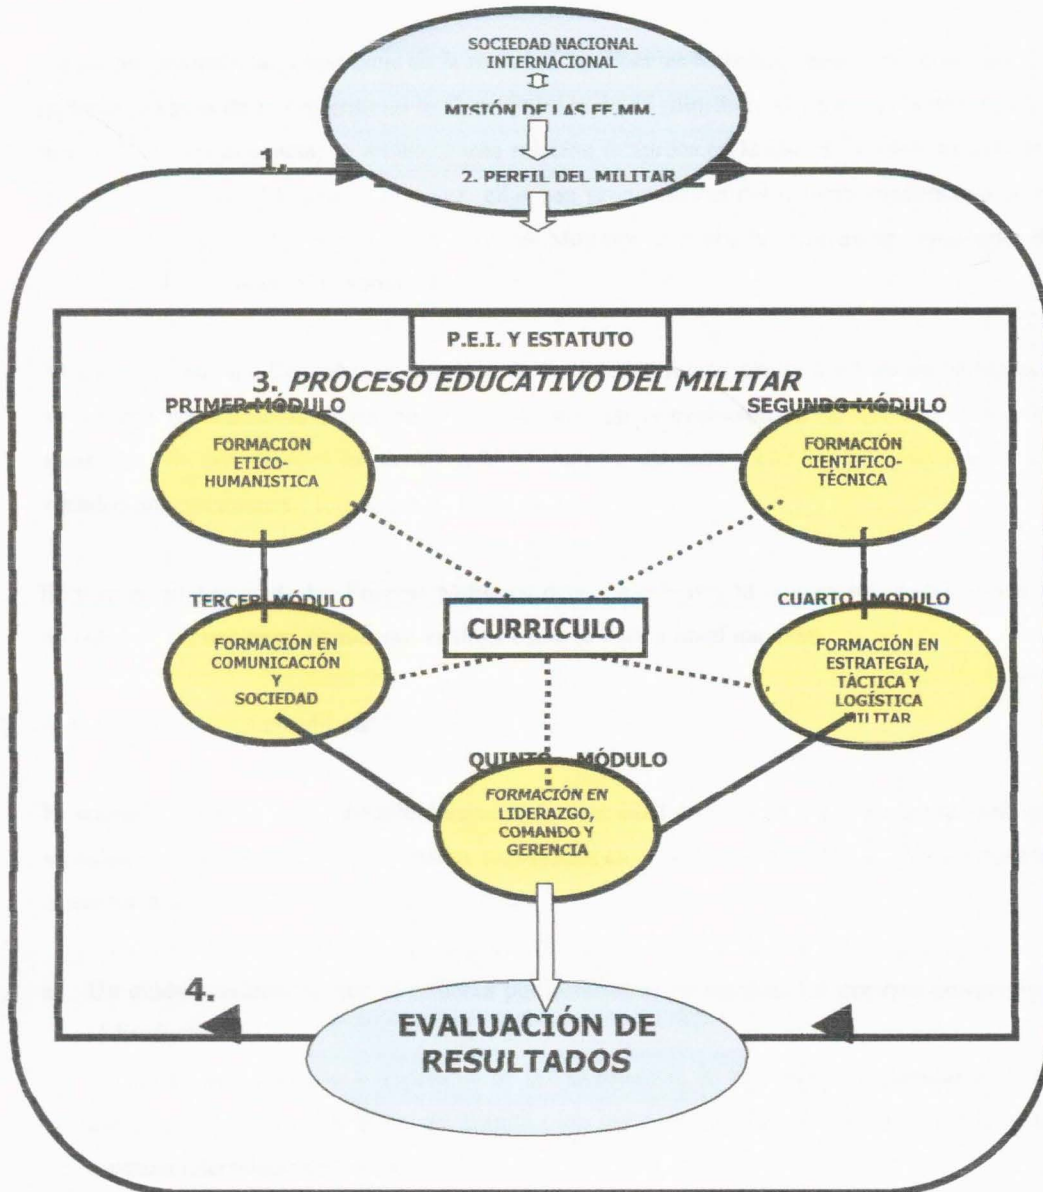 SOCIEDAD NACIONAL
INTERNACIONAL
MISIÓN DE LAS FF.MM.
1.
2. PERFIL DEL MILITAR
P.E.I. Y ESTATUTO
3. PROCESO EDUCATIVO DEL MILITAR
PRIMER MÓDULO
FORMACION
ETICO-
HUMANISTICA
SEGUNDO MÓDULO
FORMACIÓN
CIENTIFICO-
TÉCNICA
TERCER MÓDULO
FORMACIÓN EN
COMUNICACIÓN
Y
SOCIEDAD
CURRICULO
CUARTO MODULO
FORMACIÓN EN
ESTRATEGIA,
TÁCTICA Y
LOGÍSTICA
MILITAR
QUINTO MÓDULO
FORMACIÓN EN
LIDERAZGO,
COMANDO Y
GERENCIA
4.
EVALUACIÓN DE
RESULTADOS